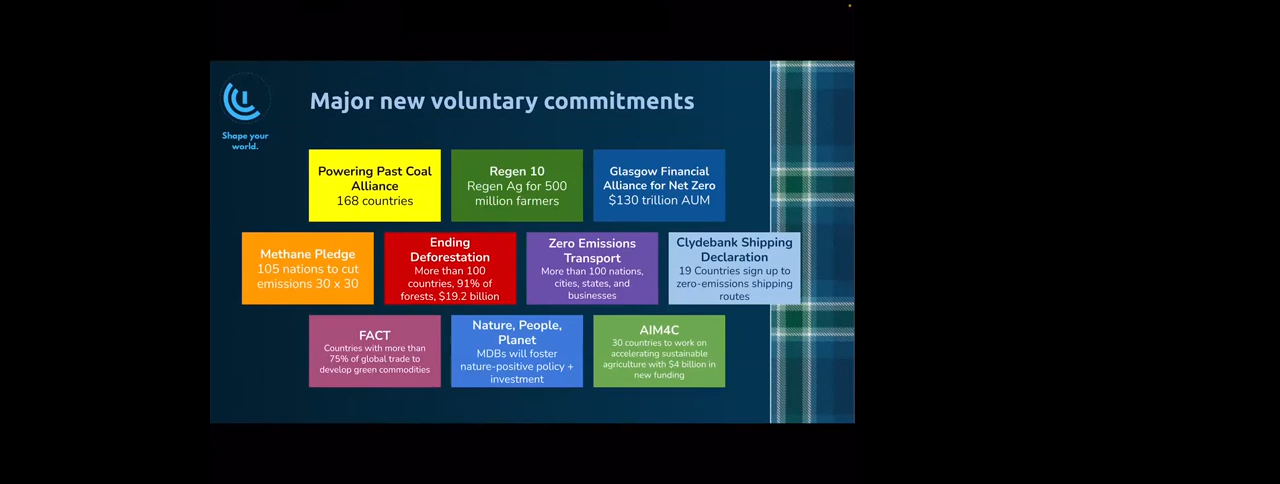 Shape your
world.
Major new voluntary commitments
Powering Past Coal
Alliance
168 countries
Regen 10
Regen Ag for 500
million farmers
Glasgow Financial
Alliance for Net Zero
$130 trillion AUM
Methane Pledge
105 nations to cut
emissions 30 x 30
Ending
Deforestation
More than 100
countries, 91% of
forests, $19.2 billion
Zero Emissions
Transport
More than 100 nations,
cities, states, and
businesses
Clydebank Shipping
Declaration
19 Countries sign up to
zero-emissions shipping
routes
FACT
Countries with more than
75% of global trade to
develop green commodities
Nature, People,
Planet
MDBs will foster
nature-positive policy +
investment
AIM4C
30 countries to work on
accelerating sustainable
agriculture with $4 billion in
new funding